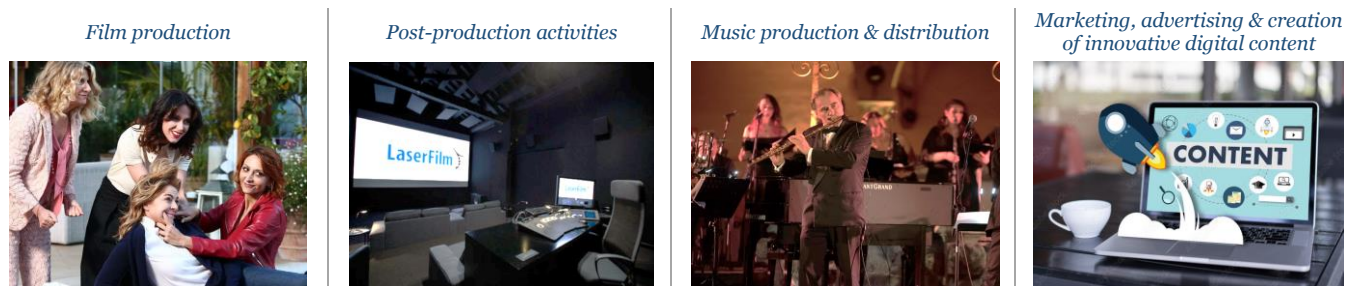 Film production
Post-production activities
Music production & distribution
Marketing, advertising & creation
of innovative digital content
LaserFilm
CONTENT